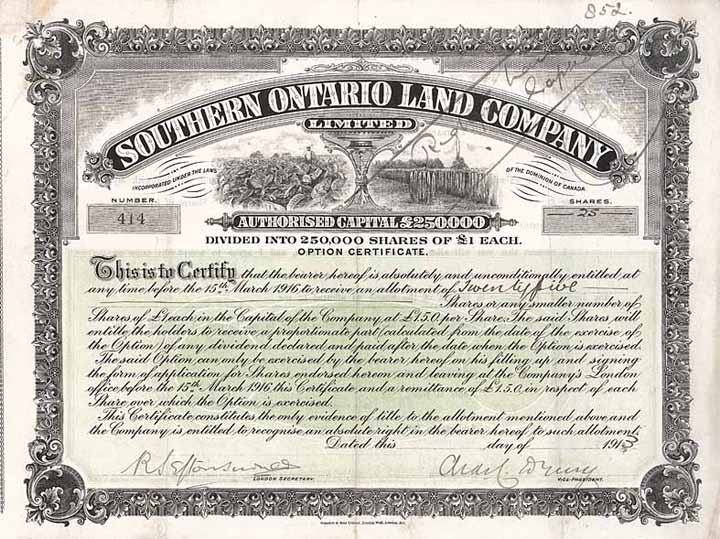 852.
SOUTHERN ONTARIO LAND COMPANY
LIMITED
INCORPORATED UNDER THE LAWS
OF THE DOMINION OF CANADA.
NUMBER.
SHARES.
414
25
AUTHORISED CAPITAL £250,000
DIVIDED INTO 250,000 SHARES OF £1 EACH.
OPTION CERTIFICATE.
This is to Certify that the bearer hereof is absolutely and unconditionally entitled at
any time before the 15th March 1916 to receive an allotment of Twenty five
Shares or any smaller number of
Shares of £1 each in the Capital of the Company, at £1.5.0. per Share. The said Shares will
entitle the holders to receive a proportionate part (calculated from the date of the exercise of
the Option) of any dividend declared and paid after the date when the Option is exercised.
The said Option can only be exercised by the bearer hereof on his filling up and signing
the form of application for Shares endorsed hereon and leaving at the Company's London
office before the 15th March 1916, this Certificate and a remittance of £1.5.0. in respect of each
Share over which the Option is exercised.
This Certificate constitutes the only evidence of title to the allotment mentioned above and
the Company is entitled to recognise an absolute right in the bearer hereof to such allotment.
Dated this day of 1913
LONDON SECRETARY.
VICE-PRESIDENT.